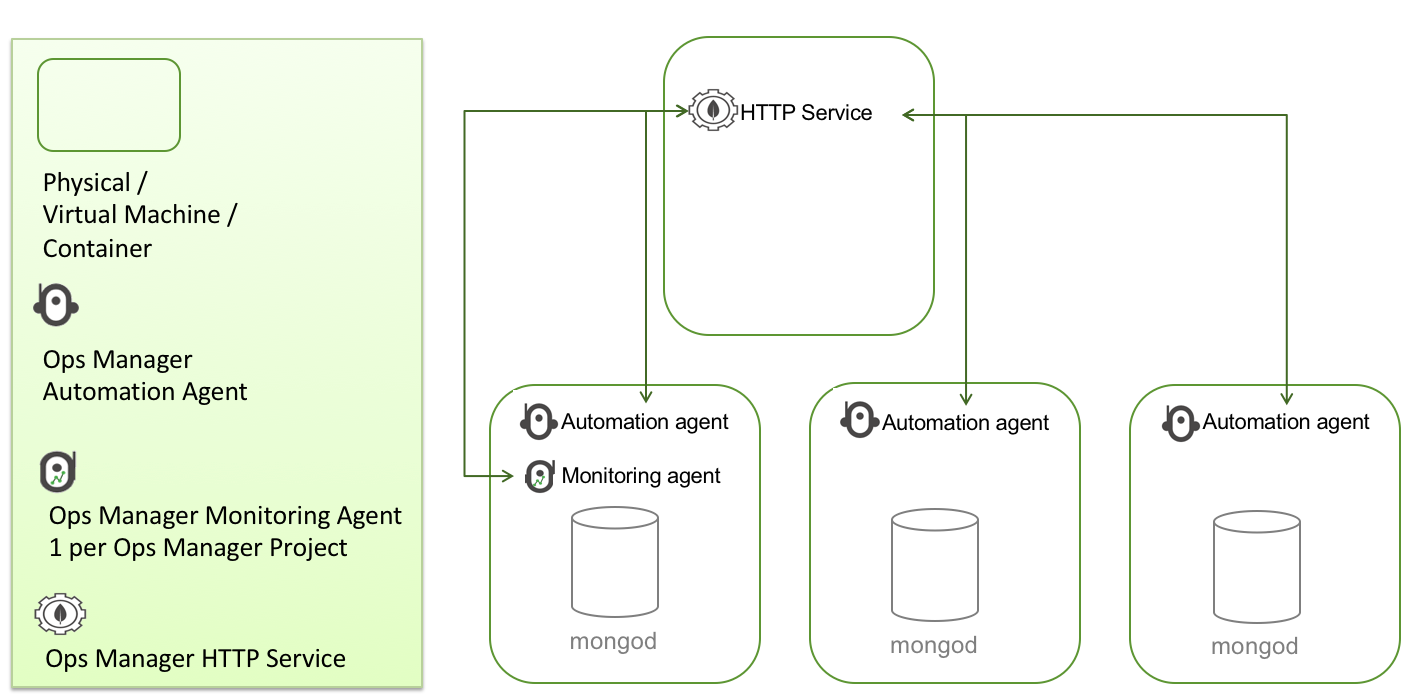 Physical /
Virtual Machine /
Container
Ops Manager
Automation Agent
Ops Manager Monitoring Agent
1 per Ops Manager Project
Ops Manager HTTP Service
HTTP Service
Automation agent
Monitoring agent
mongod
Automation agent
mongod
Automation agent
mongod